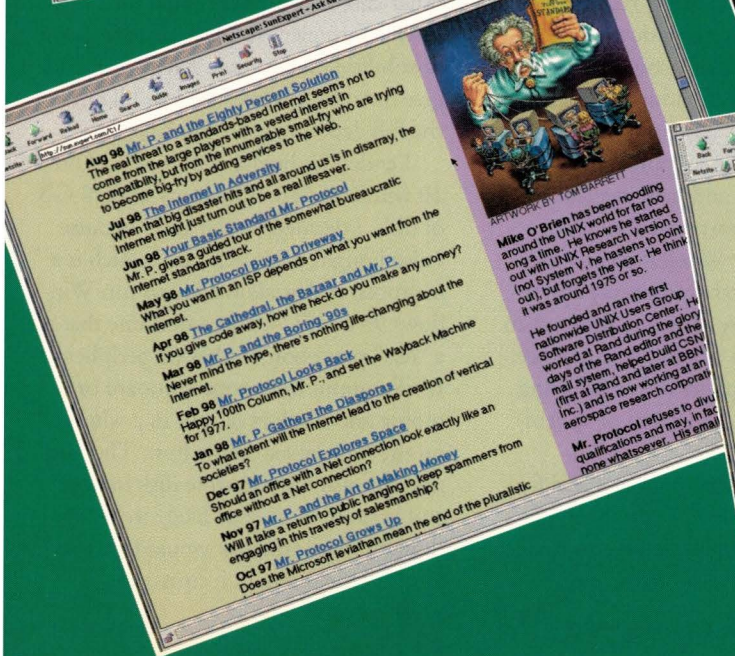 Netscape: SunExpert - Ask
Back Forward Reload Home Search Guide Images Print Security Stop
http://sun.expert.com/C1/
Aug 98 Mr. P. and the Eighty Percent Solution
The real threat to a standards-based Internet seems not to
come from the large players with a vested interest in
compatibility, but from the innumerable small-fry who are trying
to become big-fry by adding services to the Web.
Jul 98 The Internet in Adversity
When that big disaster hits and all around us is in disarray, the
Internet might just turn out to be a real lifesaver.
Jun 98 Your Basic Standard Mr. Protocol
Mr. P. gives a guided tour of the somewhat bureaucratic
Internet standards track.
May 98 Mr. Protocol Buys a Driveway
What you want in an ISP depends on what you want from the
Internet.
Apr 98 The Cathedral, the Bazaar and Mr. P.
If you give code away, how the heck do you make any money?
Mar 98 Mr. P. and the Boring '90s
Never mind the hype, there's nothing life-changing about the
Internet.
Feb 98 Mr. Protocol Looks Back
Happy 100th Column, Mr. P., and set the Wayback Machine
for 1977.
Jan 98 Mr. P. Gathers the Diasporas
To what extent will the Internet lead to the creation of vertical
societies?
Dec 97 Mr. Protocol Explores Space
Should an office with a Net connection look exactly like an
office without a Net connection?
Nov 97 Mr. P. and the Art of Making Money
Will it take a return to public hanging to keep spammers from
engaging in this travesty of salesmanship?
Oct 97 Mr. Protocol Grows Up
Does the Microsoft leviathan mean the end of the pluralistic
ARTWORK BY TOM BARRETT
Mike O'Brien has been noodling
around the UNIX world for far too
long a time. He knows he started
out with UNIX Research Version 5
(not System V, he hastens to point
out), but forgets the year. He think
it was around 1975 or so.
He founded and ran the first
nationwide UNIX Users Group
Software Distribution Center. H
worked at Rand during the glory
days of the Rand editor and the
mail system, helped build CSN
(first at Rand and later at BBN
Inc.) and is now working at an
aerospace research corporati
Mr. Protocol refuses to divu
qualifications and may, in fac
none whatsoever. His email
Back Forward
Netsite: